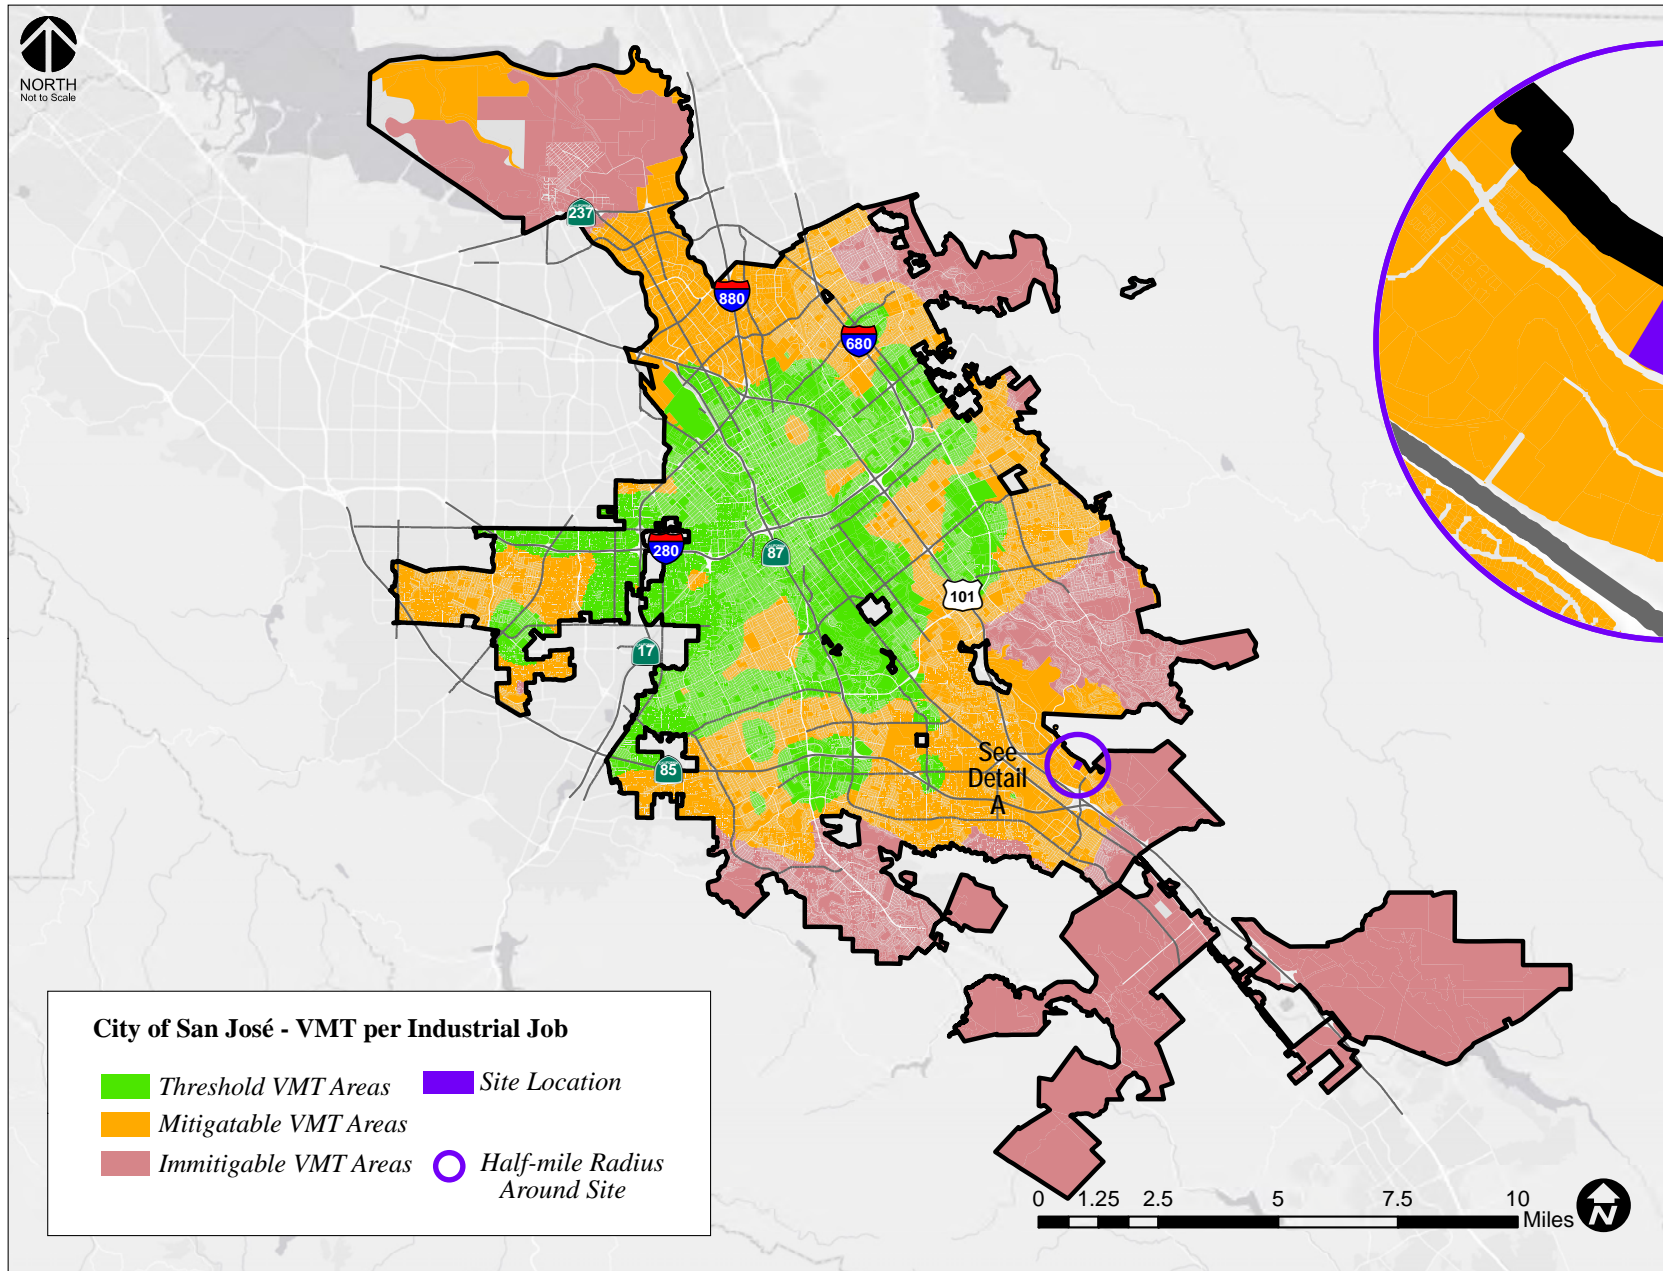 NORTH
Not to Scale
237
880
680
280
87
101
17
85
See
Detail
A
City of San José - VMT per Industrial Job
Threshold VMT Areas
Site Location
Mitigatable VMT Areas
Immitigable VMT Areas
Half-mile Radius
Around Site
0 1.25 2.5 5 7.5 10
Miles
N